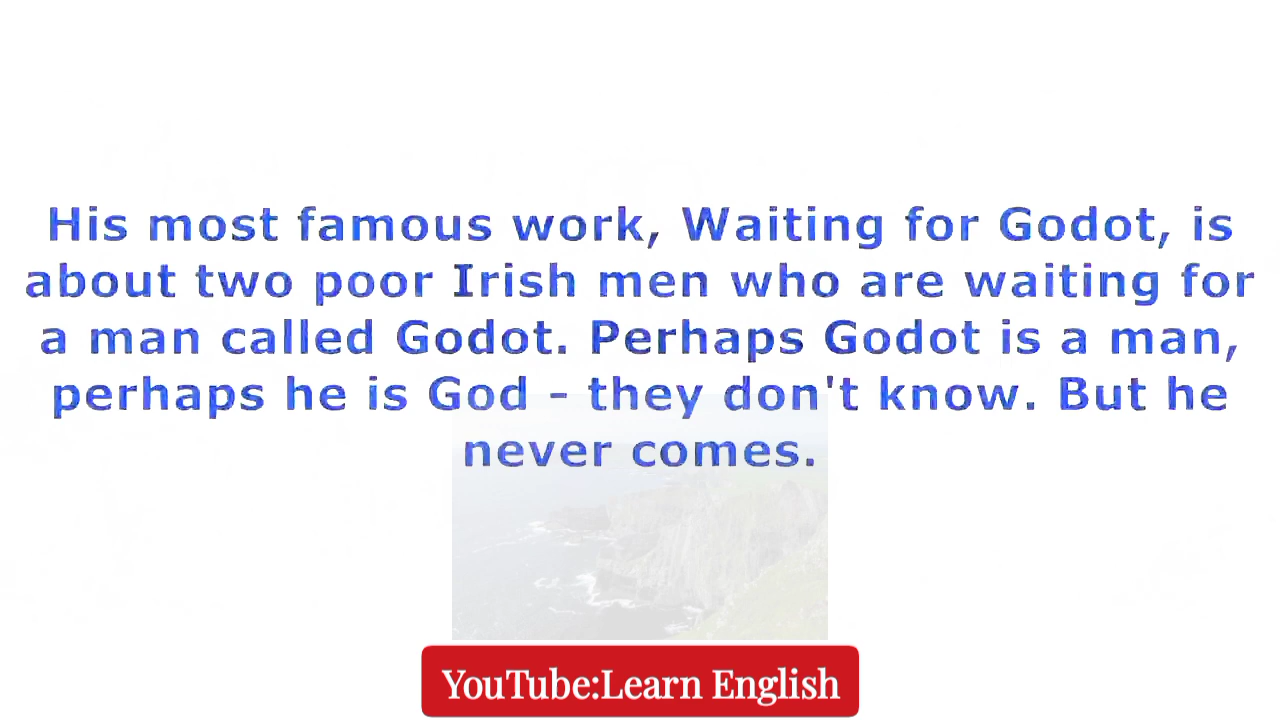 His most famous work, Waiting for Godot, is
about two poor Irish men who are waiting for
a man called Godot. Perhaps Godot is a man,
perhaps he is God - they don't know. But he
never comes.
YouTube:Learn English